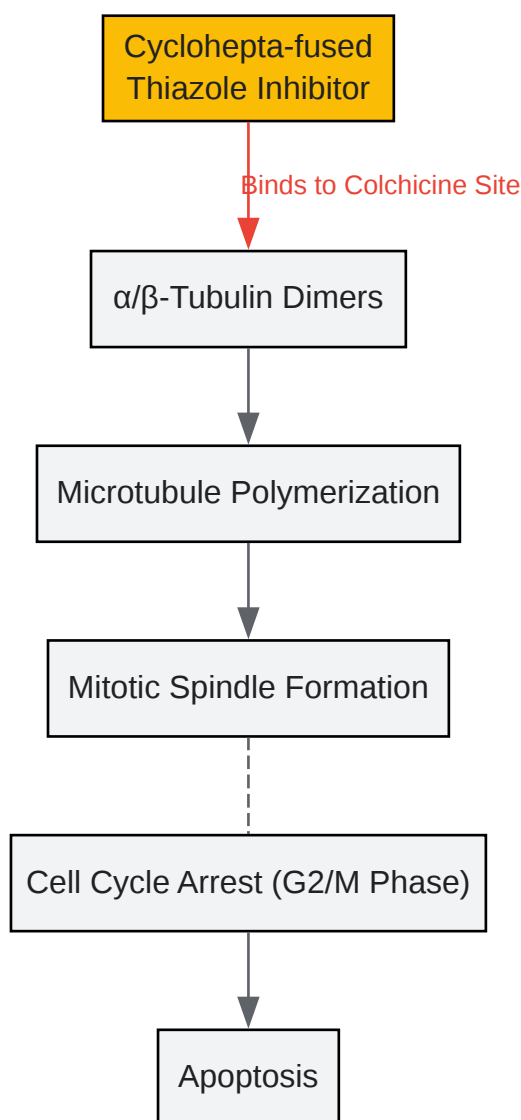 Cyclohepta-fused
Thiazole Inhibitor
Binds to Colchicine Site
α/β-Tubulin Dimers
Microtubule Polymerization
Mitotic Spindle Formation
Cell Cycle Arrest (G2/M Phase)
Apoptosis